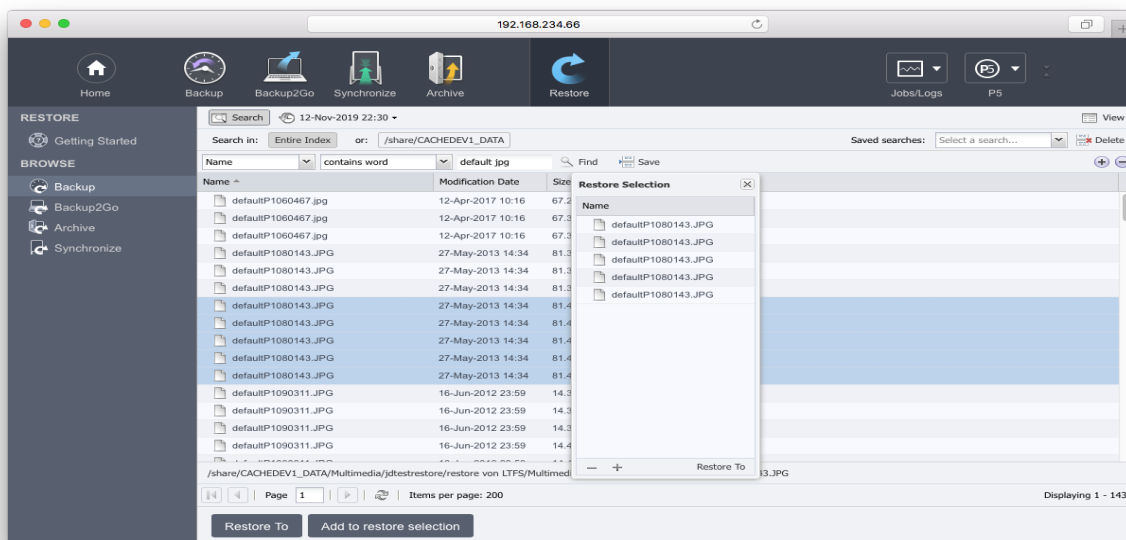 192.168.234.66
Home Backup Backup2Go Synchronize Archive Restore Jobs/Logs P5 P5
RESTORE
Getting Started
BROWSE
Backup
Backup2Go
Archive
Synchronize
Search 12-Nov-2019 22:30 View
Search in: Entire Index or: /share/CACHEDEV1_DATA Saved searches: Select a search... Delete
Name contains word default jpg Find Save
Name Modification Date Size
defaultP1060467.jpg 12-Apr-2017 10:16 67.2
defaultP1060467.jpg 12-Apr-2017 10:16 67.3
defaultP1060467.jpg 12-Apr-2017 10:16 67.3
defaultP1080143.JPG 27-May-2013 14:34 81.3
defaultP1080143.JPG 27-May-2013 14:34 81.3
defaultP1080143.JPG 27-May-2013 14:34 81.3
defaultP1080143.JPG 27-May-2013 14:34 81.4
defaultP1080143.JPG 27-May-2013 14:34 81.4
defaultP1080143.JPG 27-May-2013 14:34 81.4
defaultP1080143.JPG 27-May-2013 14:34 81.4
defaultP1080143.JPG 27-May-2013 14:34 81.4
defaultP1090311.JPG 16-Jun-2012 23:59 14.3
defaultP1090311.JPG 16-Jun-2012 23:59 14.3
defaultP1090311.JPG 16-Jun-2012 23:59 14.3
defaultP1090311.JPG 16-Jun-2012 23:59 14.4
Restore Selection
Name
defaultP1080143.JPG
defaultP1080143.JPG
defaultP1080143.JPG
defaultP1080143.JPG
defaultP1080143.JPG
Restore To
/share/CACHEDEV1_DATA/Multimedia/jdtestrestore/restore von LTFS/Multimedi 3.JPG
Page 1 Items per page: 200 Displaying 1 - 143
Restore To Add to restore selection